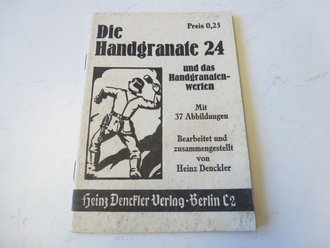 Die
Preis 0,25
Handgranate 24
und das
Handgranaten-
werfen
Mit
37 Abbildungen
Bearbeitet und
zusammengestellt
von
Heinz Denckler
Heinz Denckler-Verlag-Berlin C2